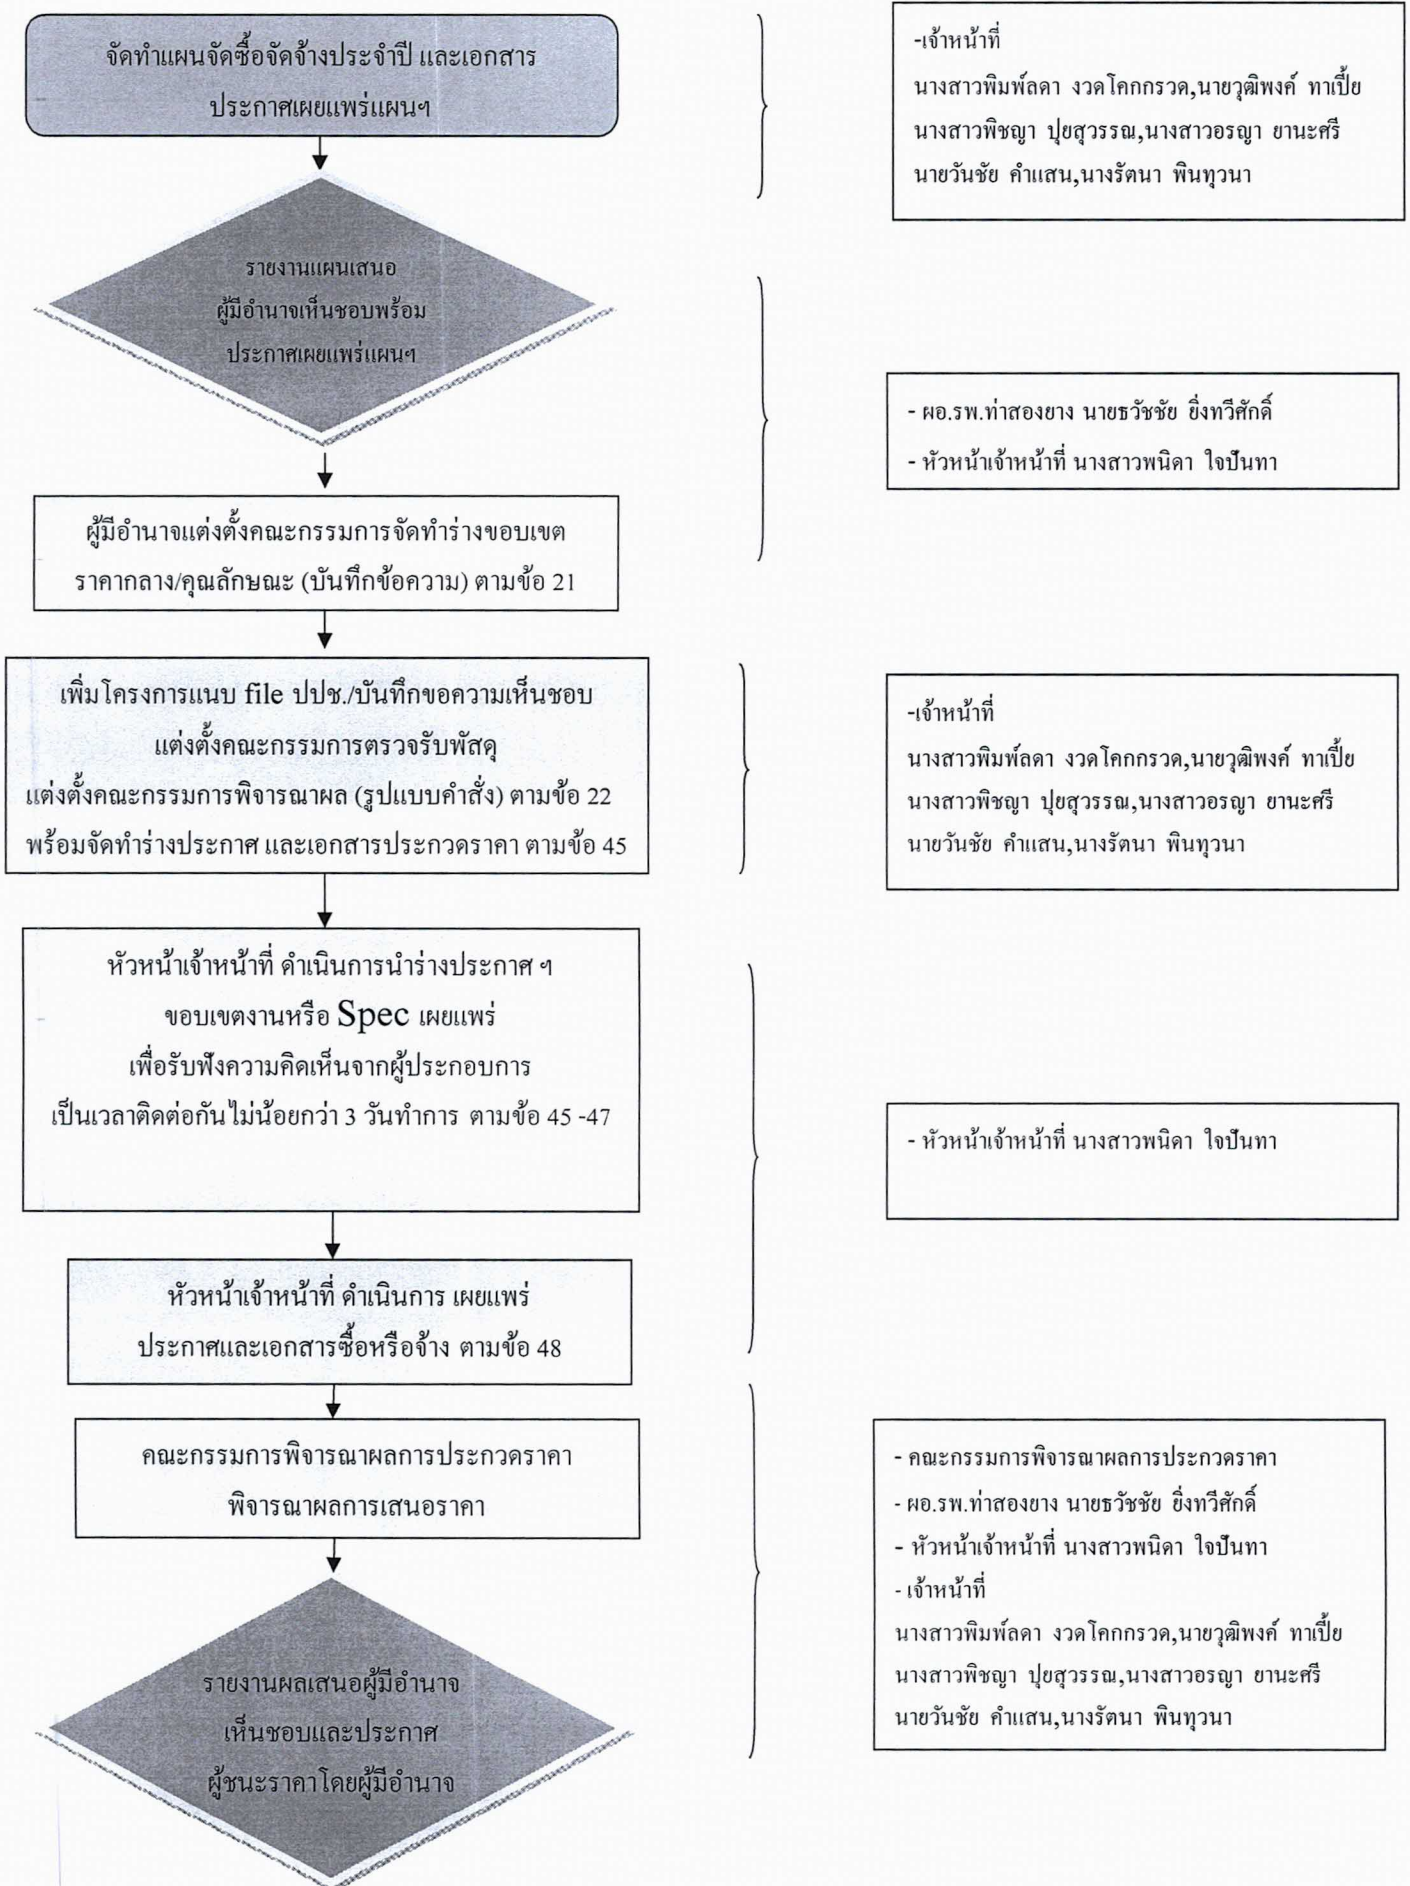 จัดทำแผนจัดซื้อจัดจ้างประจำปี และเอกสาร
ประกาศเผยแพร่แผนฯ
-เจ้าหน้าที่
นางสาวพิมพ์ลดา งวดโคกกรวด,นายวุฒิพงค์ ทาเปี้ย
นางสาวพิชญา ปุยสุวรรณ,นางสาวอรญา ยานะศรี
นายวันชัย คำแสน,นางรัตนา พินทุวนา
รายงานแผนเสนอ
ผู้มีอำนาจเห็นชอบพร้อม
ประกาศเผยแพร่แผนฯ
- ผอ.รพ.ท่าสองยาง นายธวัชชัย ยิ่งทวีศักดิ์
- หัวหน้าเจ้าหน้าที่ นางสาวพนิดา ใจปันทา
ผู้มีอำนาจแต่งตั้งคณะกรรมการจัดทำร่างขอบเขต
ราคากลาง/คุณลักษณะ (บันทึกข้อความ) ตามข้อ 21
เพิ่มโครงการแนบ file ปปช./บันทึกขอความเห็นชอบ
แต่งตั้งคณะกรรมการตรวจรับพัสดุ
แต่งตั้งคณะกรรมการพิจารณาผล (รูปแบบคำสั่ง) ตามข้อ 22
พร้อมจัดทำร่างประกาศ และเอกสารประกวดราคา ตามข้อ 45
-เจ้าหน้าที่
นางสาวพิมพ์ลดา งวดโคกกรวด,นายวุฒิพงค์ ทาเปี้ย
นางสาวพิชญา ปุยสุวรรณ,นางสาวอรญา ยานะศรี
นายวันชัย คำแสน,นางรัตนา พินทุวนา
หัวหน้าเจ้าหน้าที่ ดำเนินการนำร่างประกาศ ฯ
ขอบเขตงานหรือ Spec เผยแพร่
เพื่อรับฟังความคิดเห็นจากผู้ประกอบการ
เป็นเวลาติดต่อกันไม่น้อยกว่า 3 วันทำการ ตามข้อ 45 -47
- หัวหน้าเจ้าหน้าที่ นางสาวพนิดา ใจปันทา
หัวหน้าเจ้าหน้าที่ ดำเนินการ เผยแพร่
ประกาศและเอกสารซื้อหรือจ้าง ตามข้อ 48
คณะกรรมการพิจารณาผลการประกวดราคา
พิจารณาผลการเสนอราคา
- คณะกรรมการพิจารณาผลการประกวดราคา
- ผอ.รพ.ท่าสองยาง นายธวัชชัย ยิ่งทวีศักดิ์
- หัวหน้าเจ้าหน้าที่ นางสาวพนิดา ใจปันทา
- เจ้าหน้าที่
นางสาวพิมพ์ลดา งวดโคกกรวด,นายวุฒิพงค์ ทาเปี้ย
นางสาวพิชญา ปุยสุวรรณ,นางสาวอรญา ยานะศรี
นายวันชัย คำแสน,นางรัตนา พินทุวนา
รายงานผลเสนอผู้มีอำนาจ
เห็นชอบและประกาศ
ผู้ชนะราคาโดยผู้มีอำนาจ